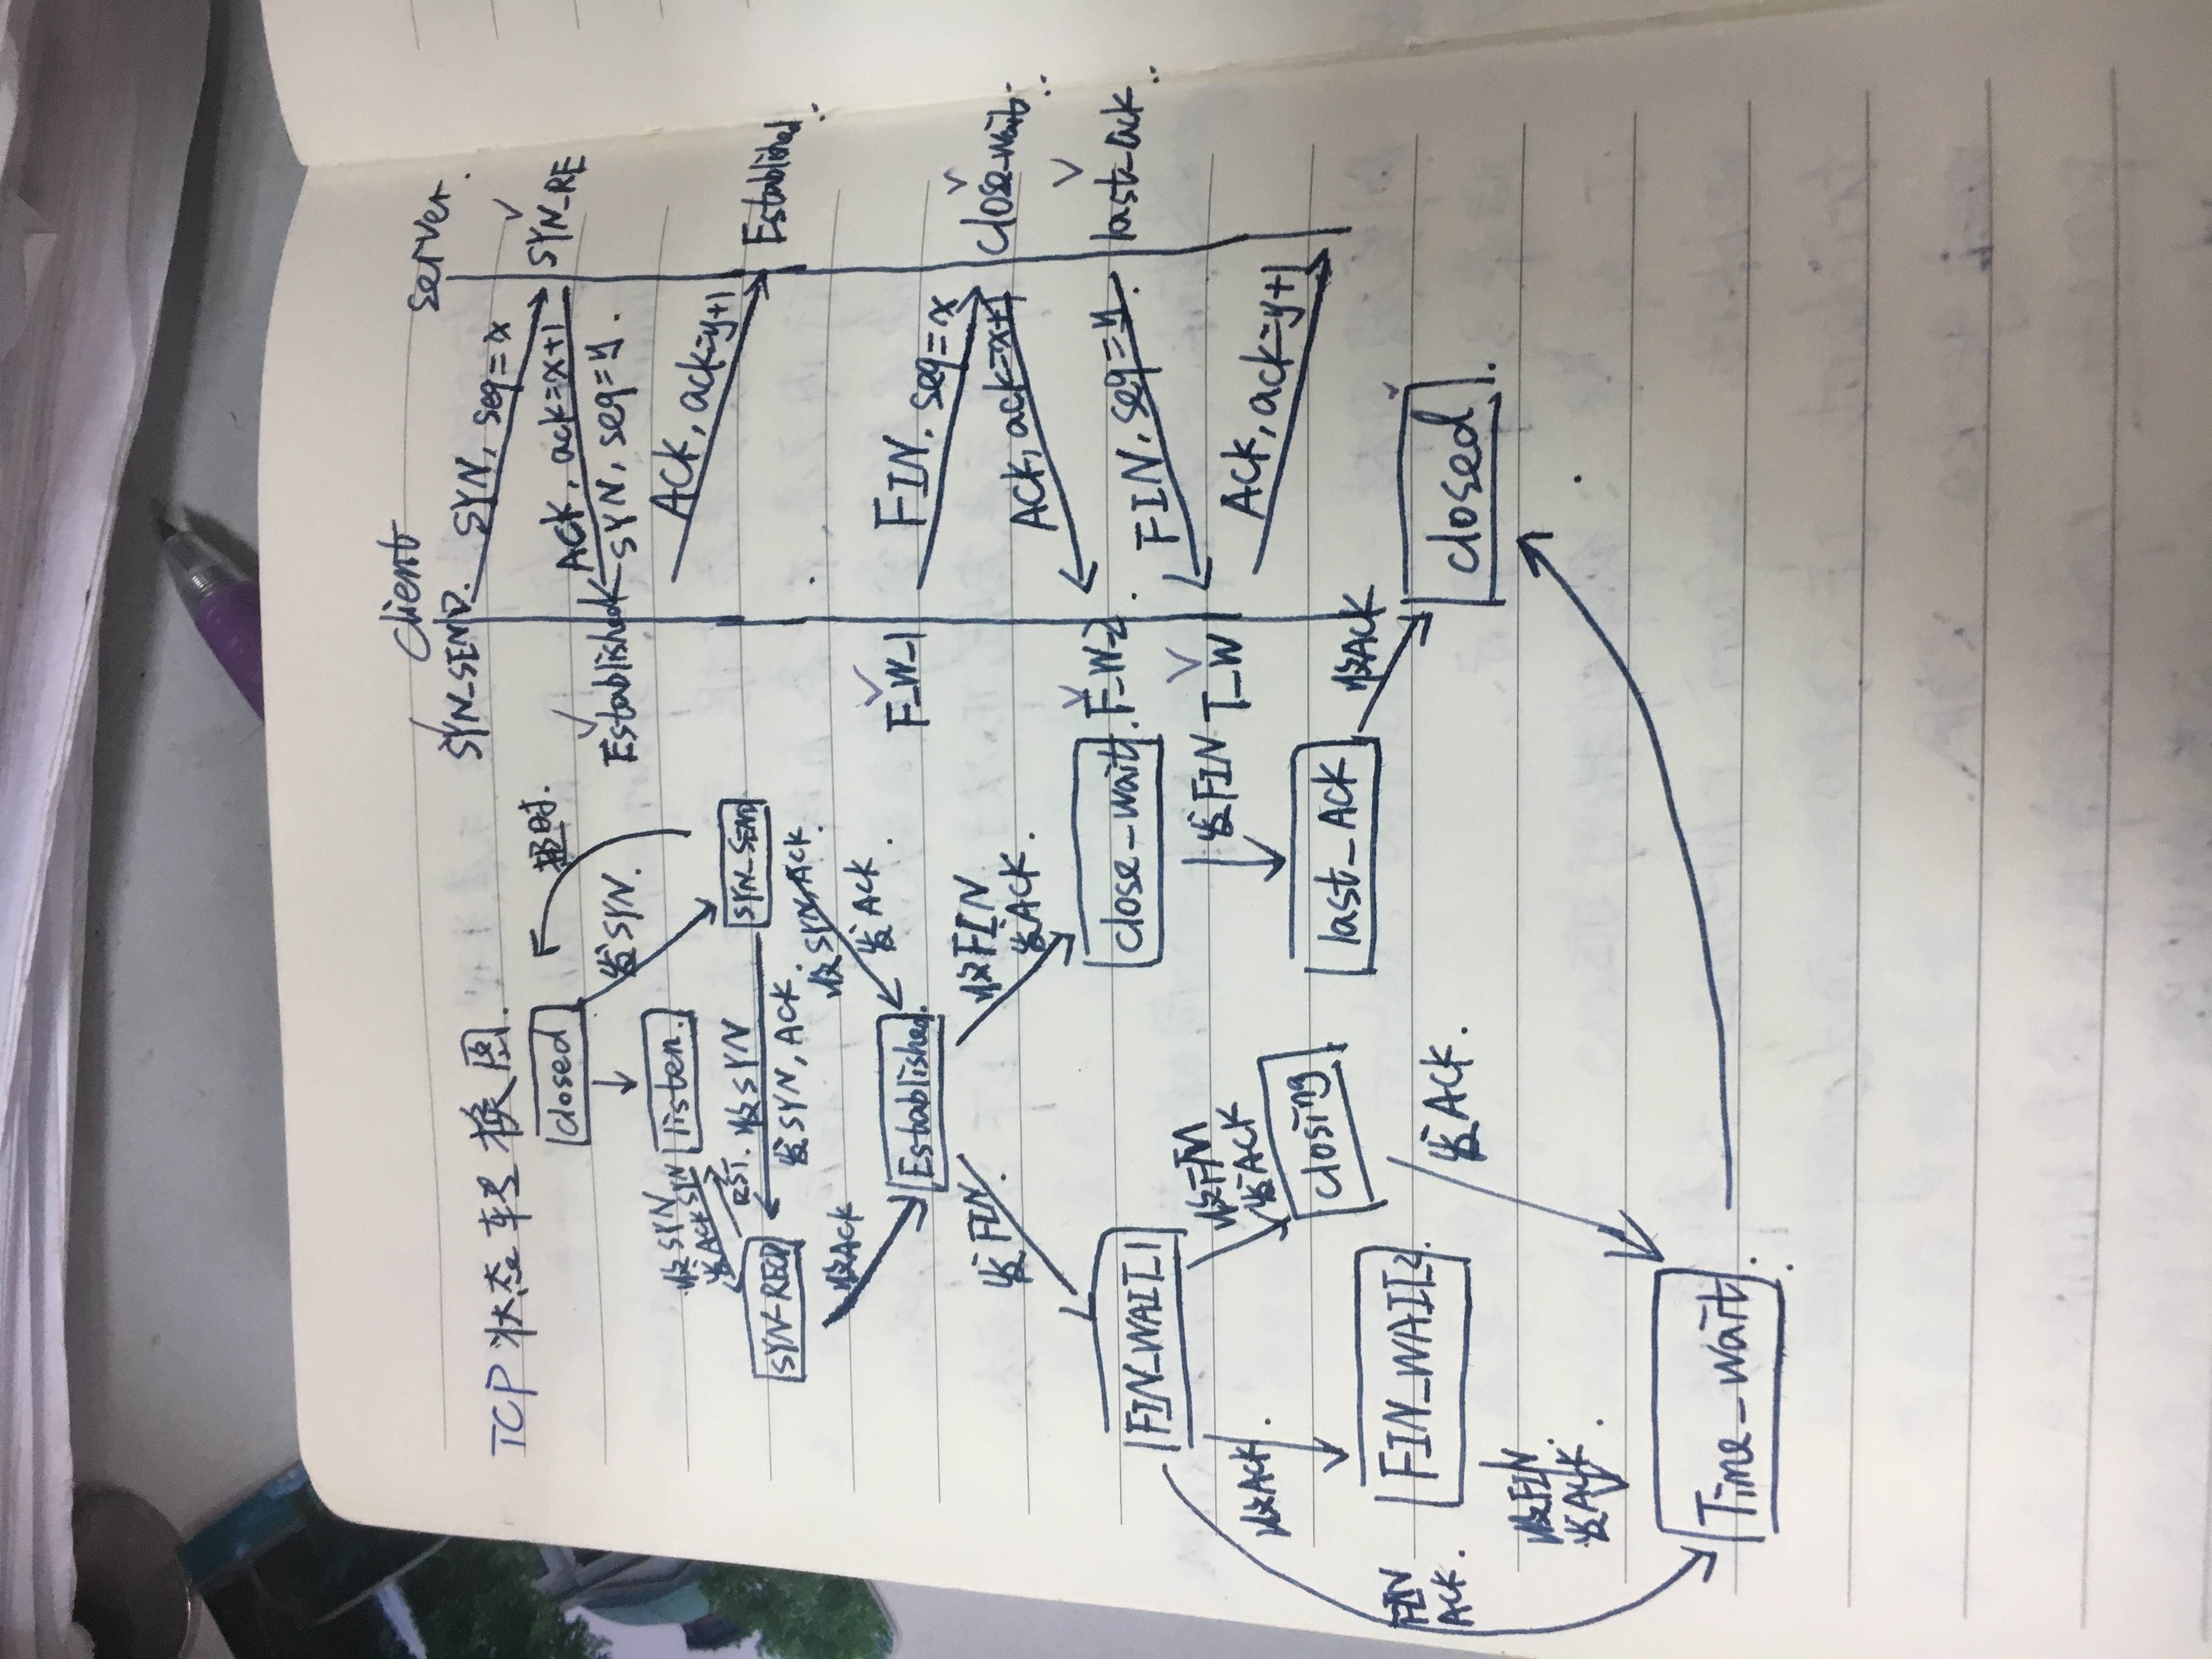 TCP 状态转换图.
closed
超时.
发SYN.
listen.
收SYN
发ACK SYN
RST.
收SYN
发SYN, ACK.
SYN_SEND
SYN-RECD
收ACK
收SYN, ACK.
发ACK.
Established.
发FIN.
收FIN
发ACK.
FIN_WAIT_1
close_wait.
收ACK.
收FIN
发ACK
发FIN
closing
last_Ack
收ACK
FIN
ACK.
FIN_WAIT_2.
发ACK.
closed.
收FIN.
发ACK.
Time_wait.
client
server.
SYN_SEND.
SYN, seq=x
SYN_RE
ACK, ack=x+1
Established
SYN, seq=y.
ACK, ack=y+1
Established.
F_W_1
FIN. seq=x
close-wait.
ACK, ack=x+1
F_W_2.
last_ack
FIN, seq=y.
T_W
ACK, ack=y+1